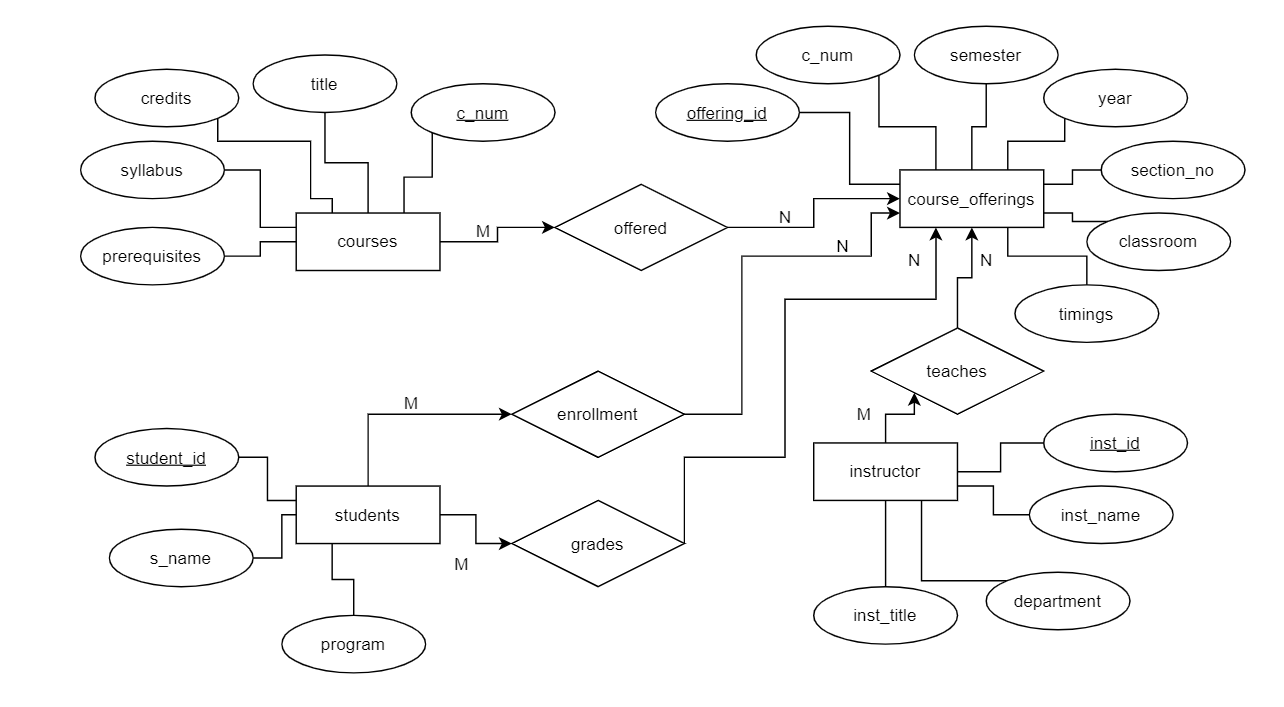 c_num
semester
title
credits
year
c_num
offering_id
syllabus
section_no
course_offerings
N
offered
M
courses
classroom
N
prerequisites
N
N
timings
teaches
M
enrollment
M
student_id
inst_id
instructor
students
inst_name
grades
s_name
M
department
inst_title
program